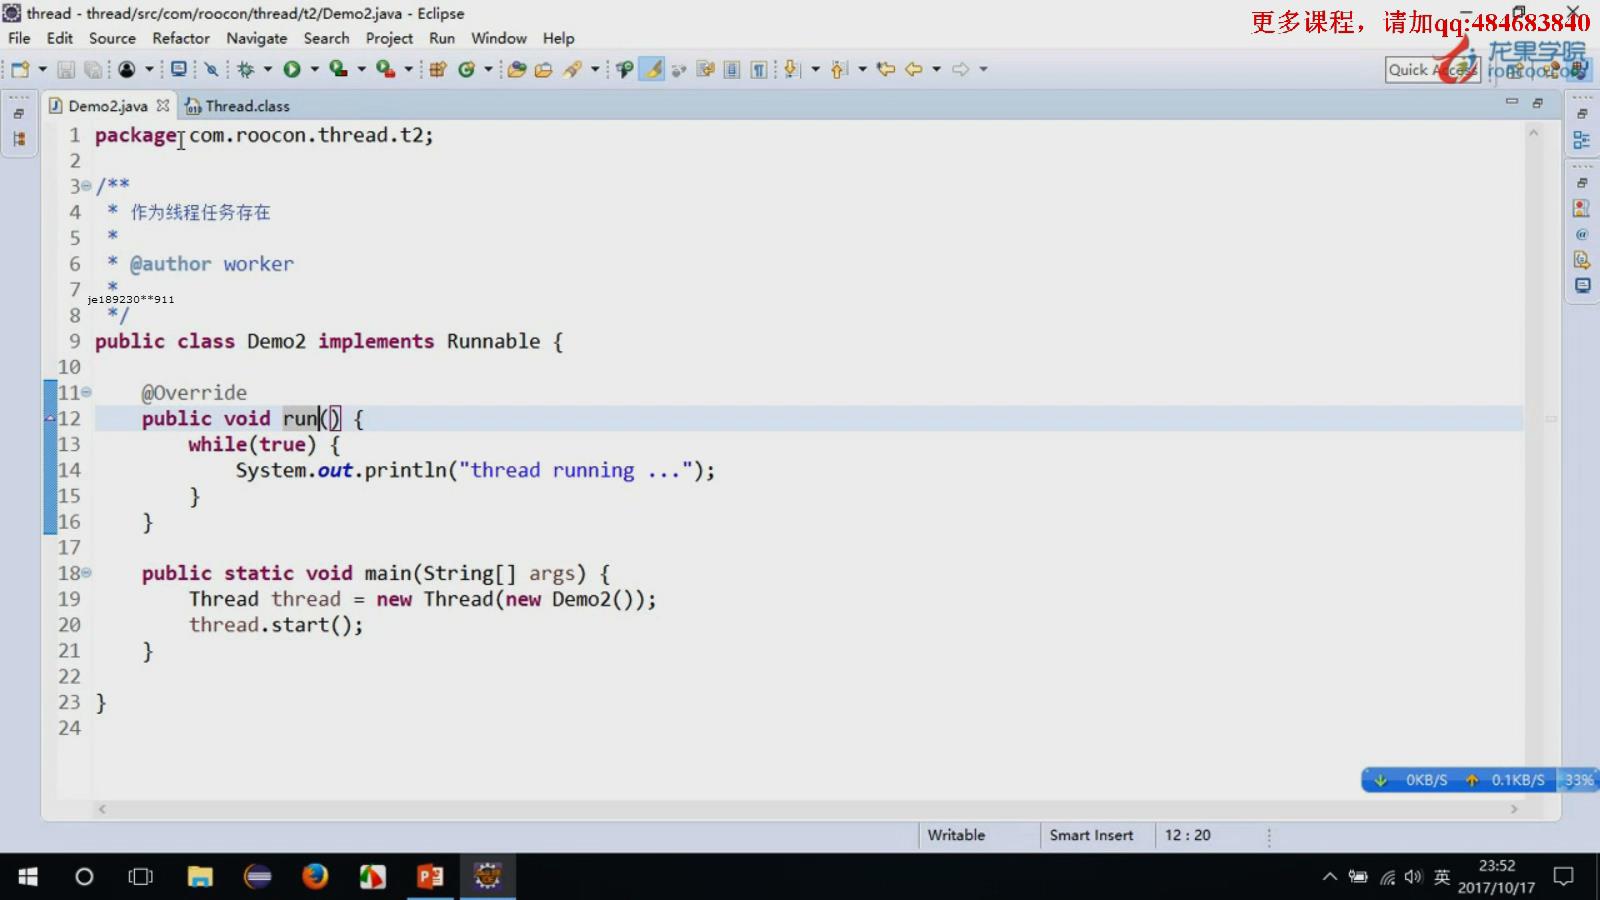 thread - thread/src/com/roocon/thread/t2/Demo2.java - Eclipse
更多课程，请加qq:484683840
File Edit Source Refactor Navigate Search Project Run Window Help
龙果学院
Quick Access
roncoo.com
Demo2.java
Thread.class
1 package com.roocon.thread.t2;
2
3 /**
4 * 作为线程任务存在
5 *
6 * @author worker
7 *
je189230**911
8 */
9 public class Demo2 implements Runnable {
10
11 @Override
12 public void run() {
13 while(true) {
14 System.out.println("thread running ...");
15 }
16 }
17
18 public static void main(String[] args) {
19 Thread thread = new Thread(new Demo2());
20 thread.start();
21 }
22
23 }
24
0KB/S 0.1KB/S 33%
Writable Smart Insert 12 : 20
英
23:52
2017/10/17